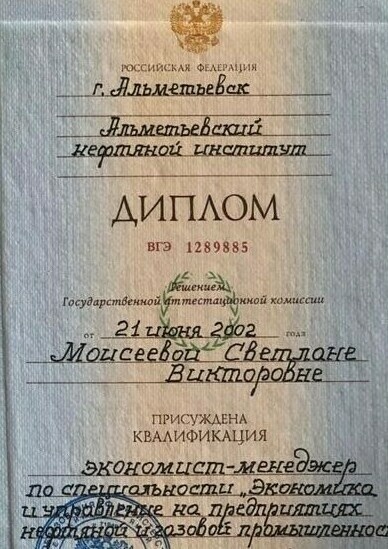 РОССИЙСКАЯ ФЕДЕРАЦИЯ
г. Альметьевск
Альметьевский
нефтяной институт
ДИПЛОМ
ВГЭ 1289885
Решением
Государственной аттестационной комиссии
от 21 июня 2002 года
Моисеевой Светлане
Викторовне
ПРИСУЖДЕНА
КВАЛИФИКАЦИЯ
экономист-менеджер
по специальности „Экономика
и управление на предприятиях
нефтяной и газовой промышленнос